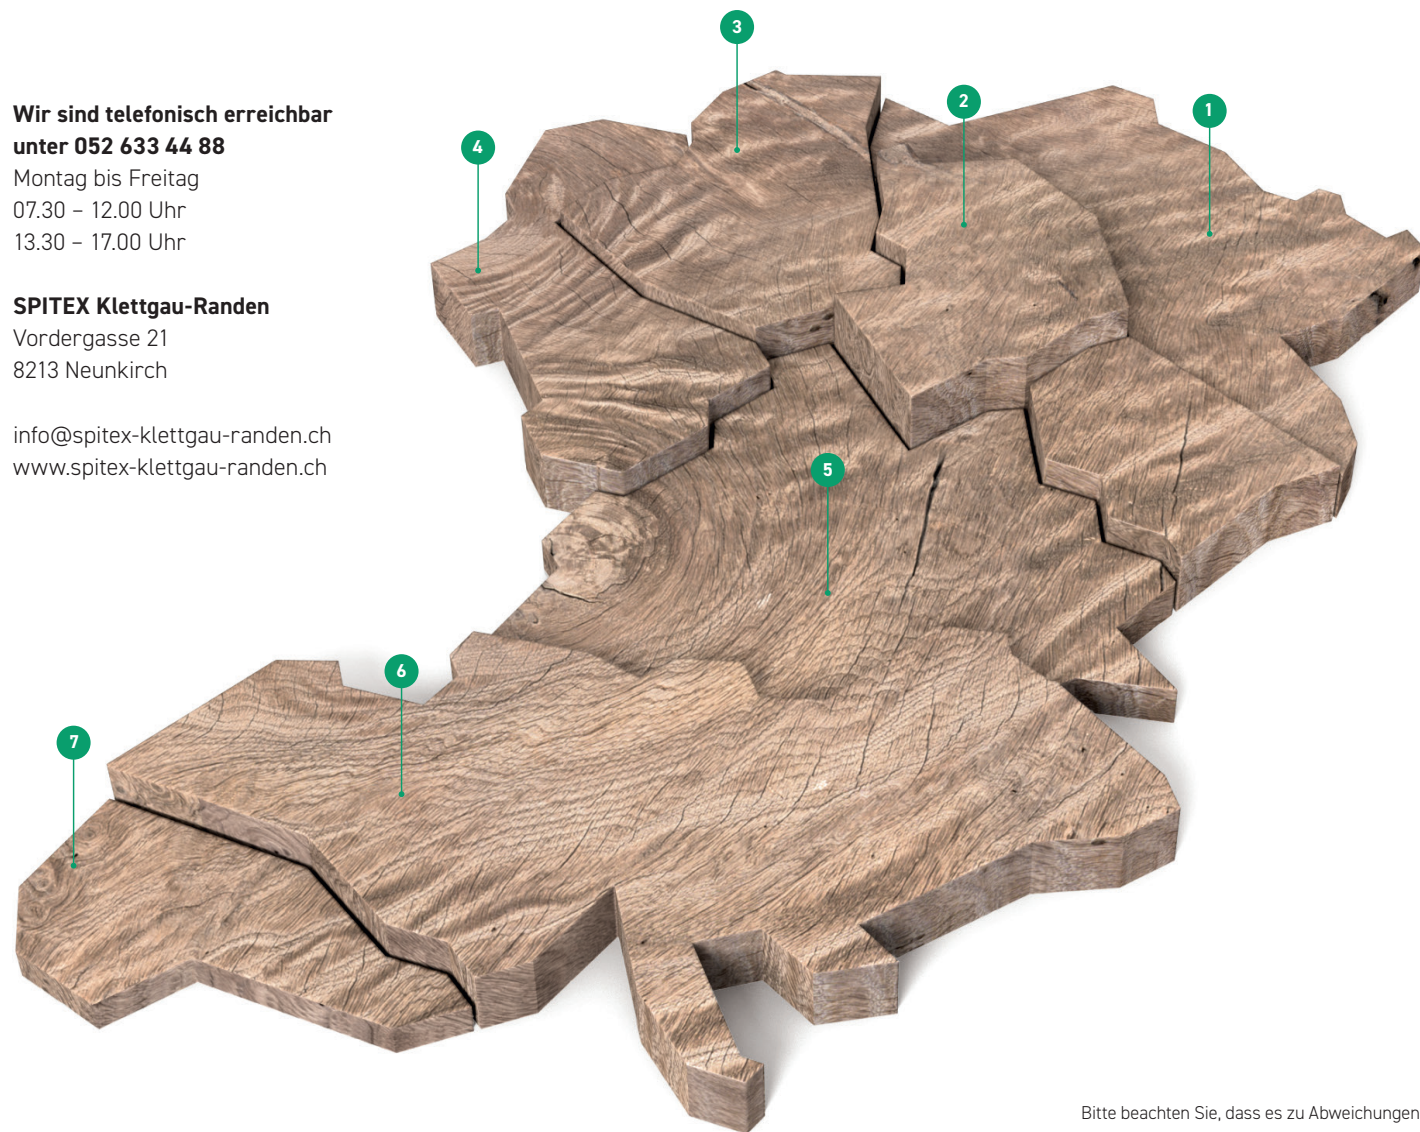 Wir sind telefonisch erreichbar
unter 052 633 44 88
Montag bis Freitag
07.30 – 12.00 Uhr
13.30 – 17.00 Uhr
SPITEX Klettgau-Randen
Vordergasse 21
8213 Neunkirch
info@spitex-klettgau-randen.ch
www.spitex-klettgau-randen.ch
3
2
1
4
5
6
7
Bitte beachten Sie, dass es zu Abweichungen